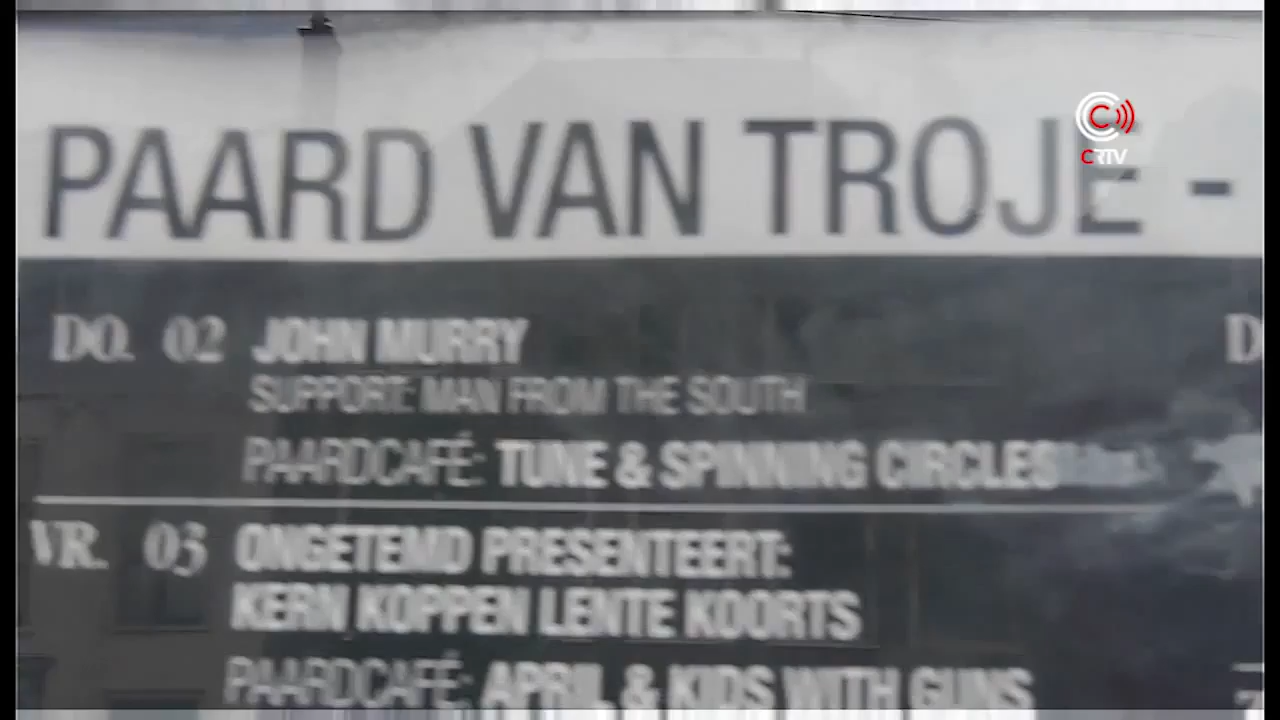 PAARD VAN TROJE -
CRTV
DO. 02 JOHN MURRY
SUPPORT: MAN FROM THE SOUTH
PAARDCAFÉ: TUNE & SPINNING CIRCLES
VR. 03 ONGETEMD PRESENTEERT:
KERN KOPPEN LENTE KOORTS
PAARDCAFÉ: APRIL & KIDS WITH GUNS